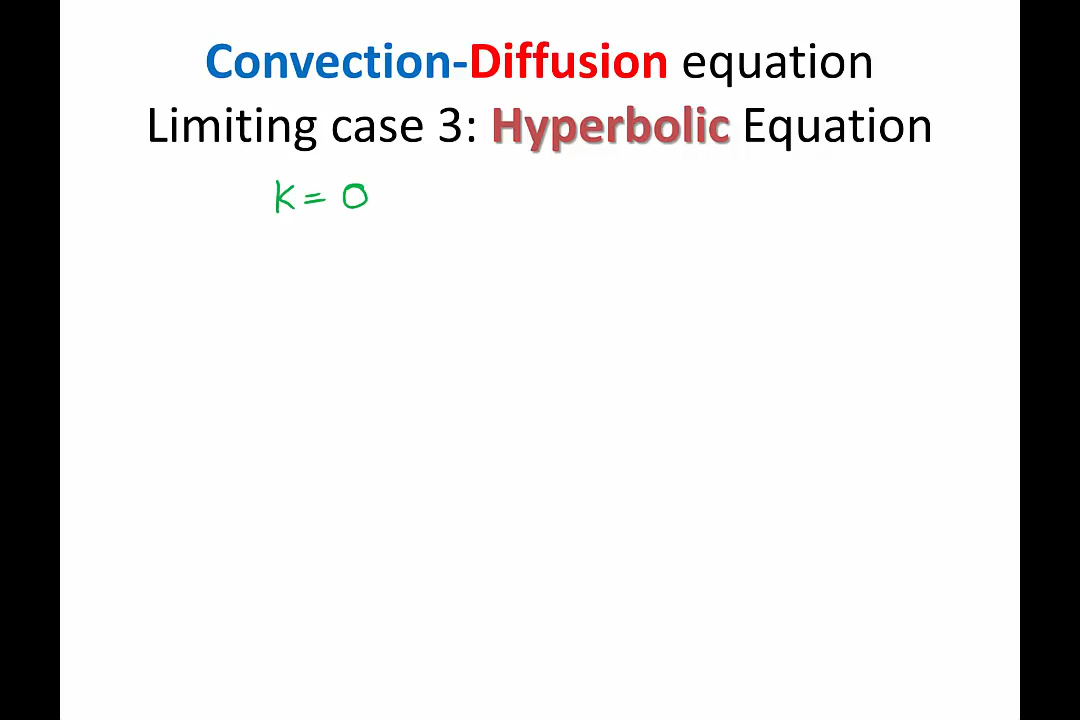 Convection-Diffusion equation
Limiting case 3: Hyperbolic Equation
K = 0